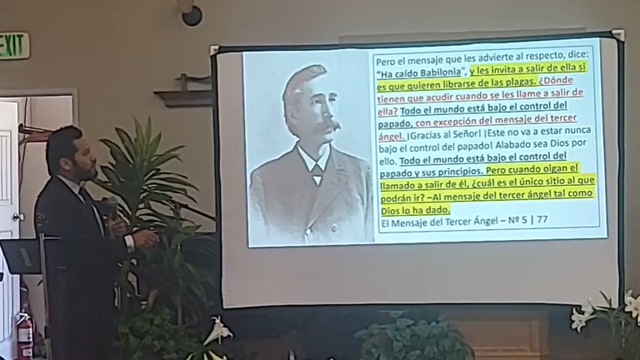 EXIT
Pero el mensaje que les advierte al respecto, dice:
"Ha caído Babilonia", y les invita a salir de ella si
es que quieren librarse de las plagas. ¿Dónde
tienen que acudir cuando se les llame a salir de
ella? Todo el mundo está bajo el control del
papado, con excepción del mensaje del tercer
ángel. ¡Gracias al Señor! ¡Este no va a estar nunca
bajo el control del papado! Alabado sea Dios por
ello. Todo el mundo está bajo el control del
papado y sus principios. Pero cuando oigan el
llamado a salir de él, ¿cuál es el único sitio al que
podrán ir? –Al mensaje del tercer ángel tal como
Dios lo ha dado.
El Mensaje del Tercer Ángel – Nº 5 | 77